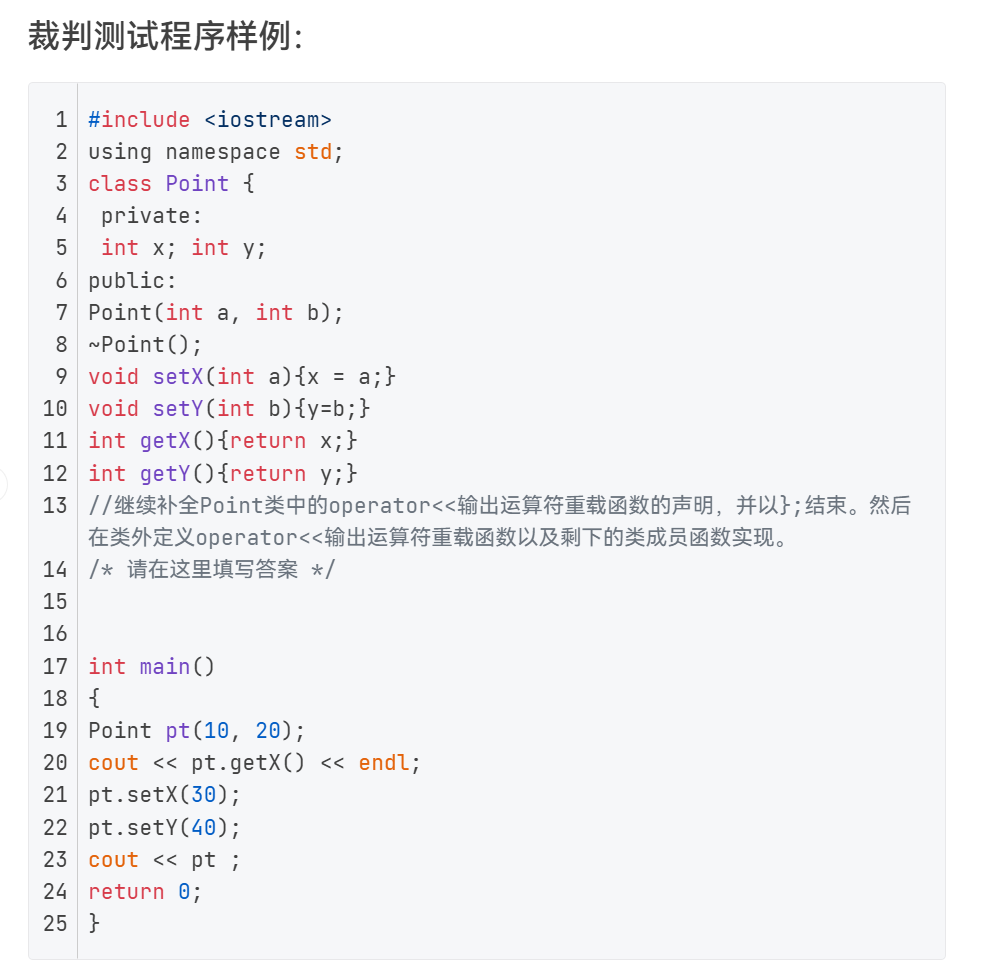 裁判测试程序样例：
1 #include <iostream>
2 using namespace std;
3 class Point {
4  private:
5  int x; int y;
6 public:
7 Point(int a, int b);
8 ~Point();
9 void setX(int a){x = a;}
10 void setY(int b){y=b;}
11 int getX(){return x;}
12 int getY(){return y;}
13 //继续补全Point类中的operator<<输出运算符重载函数的声明，并以};结束。然后
在类外定义operator<<输出运算符重载函数以及剩下的类成员函数实现。
14 /* 请在这里填写答案 */
15
16
17 int main()
18 {
19 Point pt(10, 20);
20 cout << pt.getX() << endl;
21 pt.setX(30);
22 pt.setY(40);
23 cout << pt ;
24 return 0;
25 }